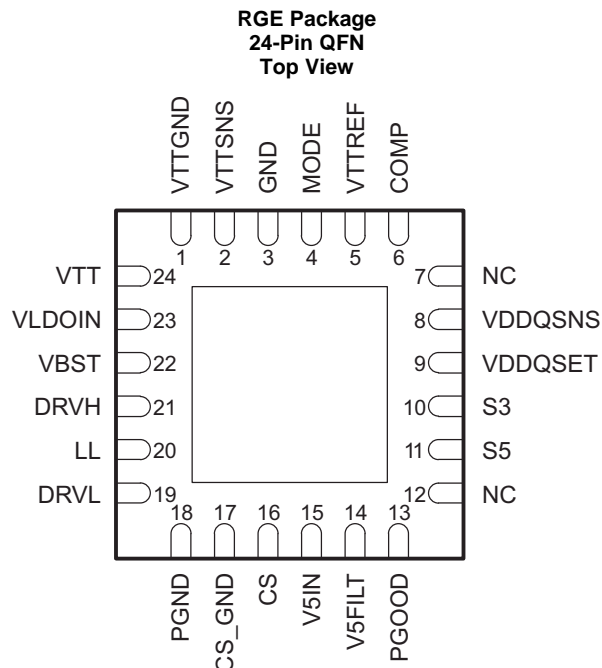 RGE Package
24-Pin QFN
Top View
VTTGND
VTTSNS
GND
MODE
VTTREF
COMP
1
2
3
4
5
6
VTT 24
VLDOIN 23
VBST 22
DRVH 21
LL 20
DRVL 19
7 NC
8 VDDQSNS
9 VDDQSET
10 S3
11 S5
12 NC
18
17
16
15
14
13
PGND
CS_GND
CS
V5IN
V5FILT
PGOOD